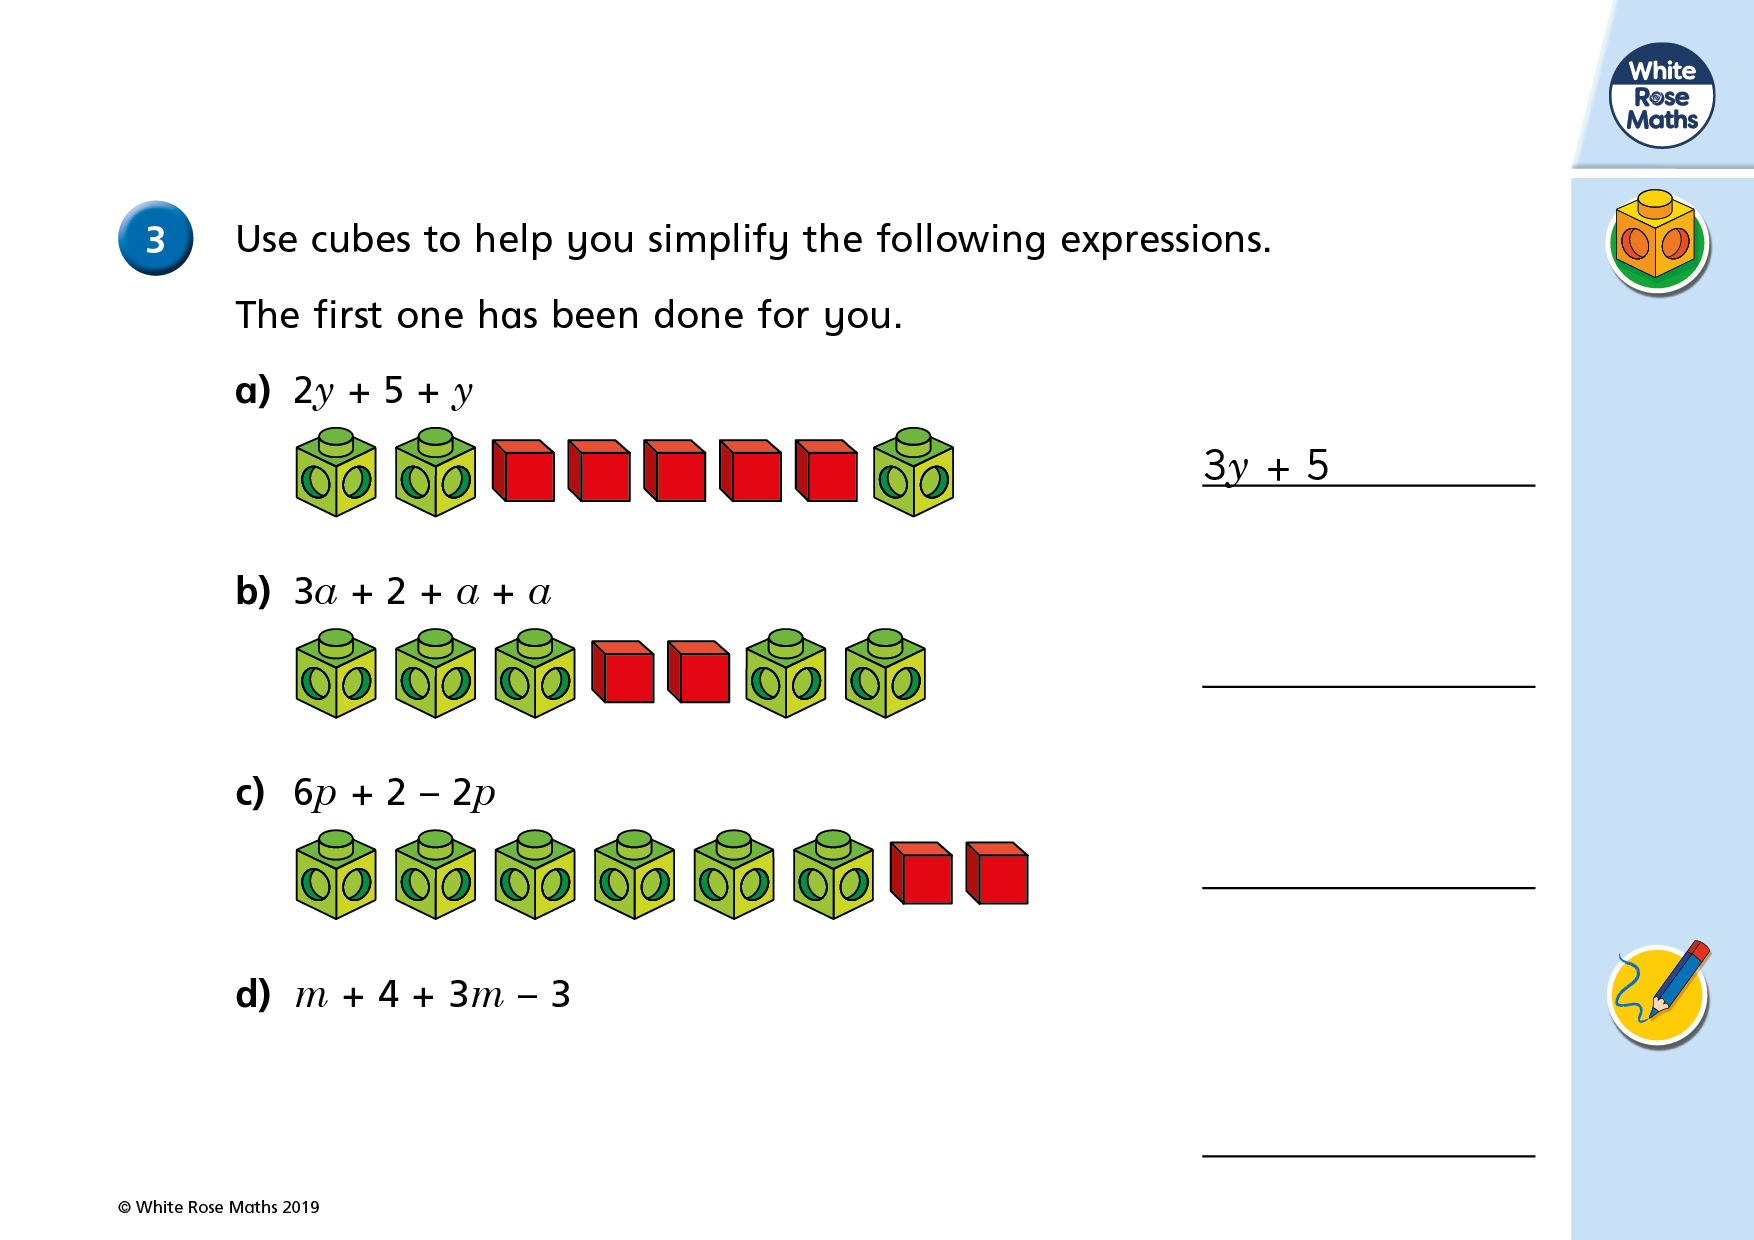 White
Rose
Maths
3 Use cubes to help you simplify the following expressions.
The first one has been done for you.
a) 2y + 5 + y
3y + 5
b) 3a + 2 + a + a
c) 6p + 2 – 2p
d) m + 4 + 3m – 3
© White Rose Maths 2019